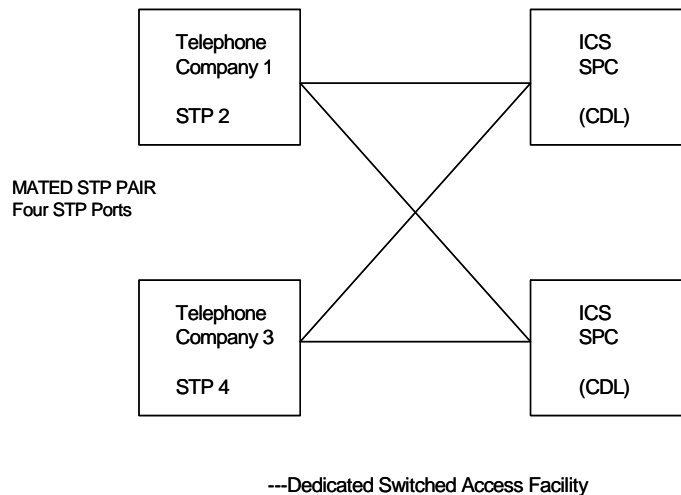 Telephone
Company 1
STP 2
ICS
SPC
(CDL)
MATED STP PAIR
Four STP Ports
Telephone
Company 3
STP 4
ICS
SPC
(CDL)
---Dedicated Switched Access Facility